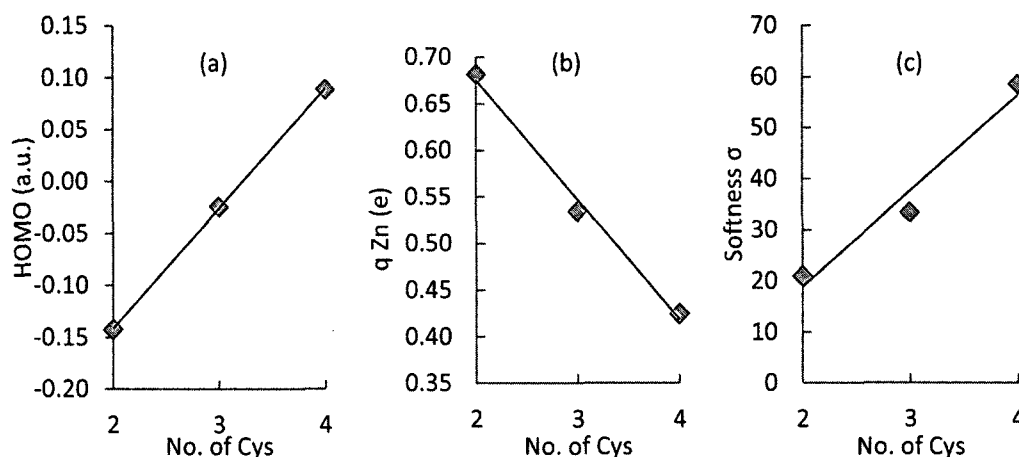 (a)
HOMO (a.u.)
0.15
0.10
0.05
0.00
-0.05
-0.10
-0.15
-0.20
2 3 4
No. of Cys
(b)
q Zn (e)
0.70
0.65
0.60
0.55
0.50
0.45
0.40
0.35
2 3 4
No. of Cys
(c)
Softness σ
70
60
50
40
30
20
10
0
2 3 4
No. of Cys